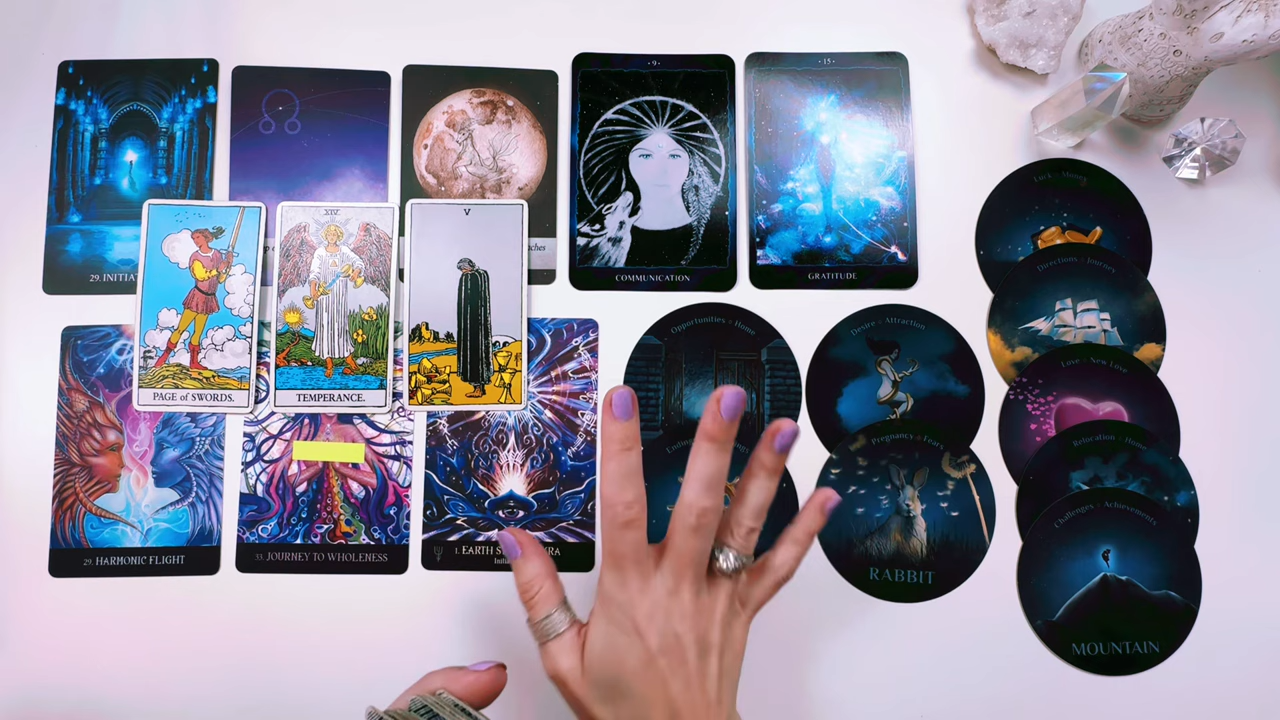 · 9 ·
· 15 ·
29. INITIAT
COMMUNICATION
GRATITUDE
PAGE of SWORDS.
XIV
TEMPERANCE.
V
29. HARMONIC FLIGHT
33. JOURNEY TO WHOLENESS
1. EARTH S
Opportunities
Home
Desire
Attraction
Pregnancy
Fears
RABBIT
Luck
Money
Directions
Journey
Love
New Love
Relocation
Home
Challenges
Achievements
MOUNTAIN